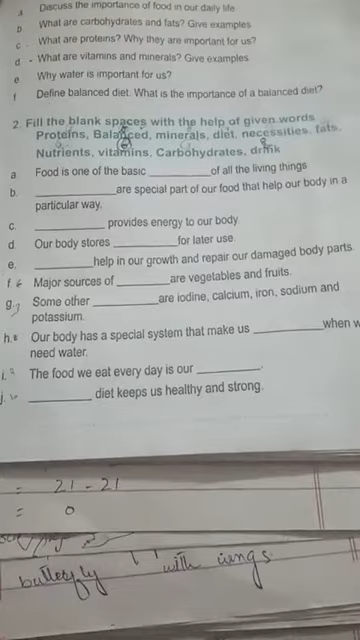 a Discuss the importance of food in our daily life
b What are carbohydrates and fats? Give examples
c. What are proteins? Why they are important for us?
d. What are vitamins and minerals? Give examples
e Why water is important for us?
f Define balanced diet. What is the importance of a balanced diet?
2. Fill the blank spaces with the help of given words
Proteins, Balanced, minerals, diet, necessities, fats,
Nutrients, vitamins, Carbohydrates, drink
a. Food is one of the basic __________ of all the living things
b. __________ are special part of our food that help our body in a
particular way.
c. __________ provides energy to our body
d. Our body stores __________ for later use.
e. __________ help in our growth and repair our damaged body parts.
f. Major sources of __________ are vegetables and fruits.
g. Some other __________ are iodine, calcium, iron, sodium and
potassium.
h. Our body has a special system that make us __________ when w
need water.
i. The food we eat every day is our __________.
j. __________ diet keeps us healthy and strong.
= 21 - 21
= 0
butterfly with wings